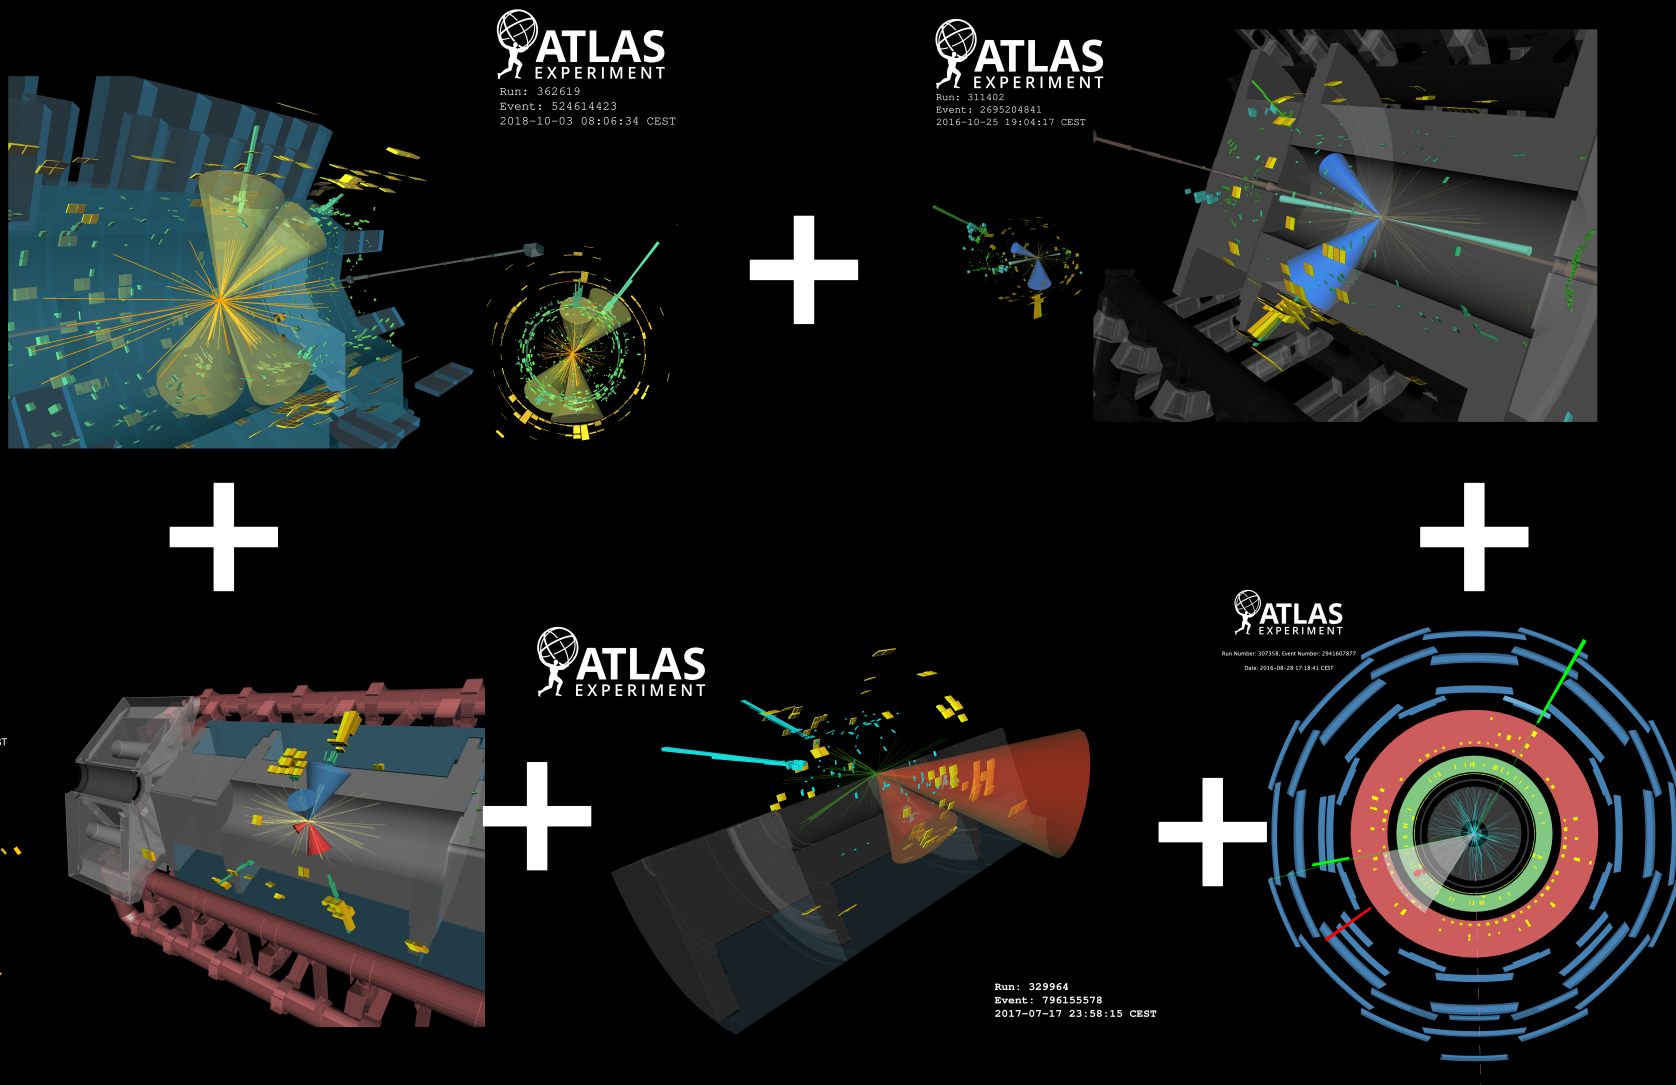 ATLAS
EXPERIMENT
Run: 362619
Event: 524614423
2018-10-03 08:06:34 CEST
ATLAS
EXPERIMENT
Run: 311402
Event: 2695204841
2016-10-25 19:04:17 CEST
ATLAS
EXPERIMENT
Run Number: 307358, Event Number: 2941607877
Date: 2016-08-28 17:18:41 CEST
ATLAS
EXPERIMENT
ST
Run: 329964
Event: 796155578
2017-07-17 23:58:15 CEST